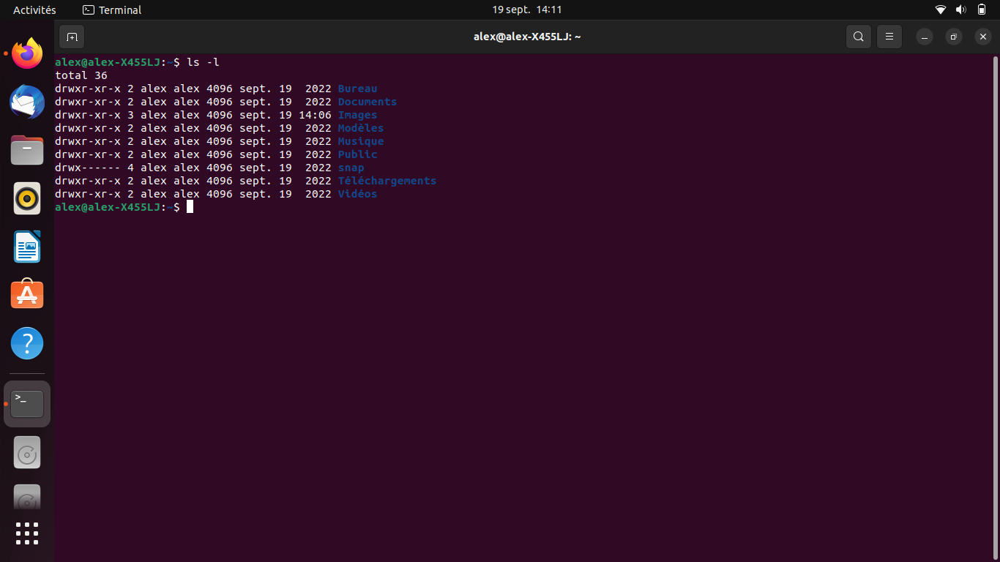 Activités Terminal 19 sept. 14:11
alex@alex-X455LJ: ~
alex@alex-X455LJ:~$ ls -l
total 36
drwxr-xr-x 2 alex alex 4096 sept. 19  2022 Bureau
drwxr-xr-x 2 alex alex 4096 sept. 19  2022 Documents
drwxr-xr-x 3 alex alex 4096 sept. 19 14:06 Images
drwxr-xr-x 2 alex alex 4096 sept. 19  2022 Modèles
drwxr-xr-x 2 alex alex 4096 sept. 19  2022 Musique
drwxr-xr-x 2 alex alex 4096 sept. 19  2022 Public
drwx------ 4 alex alex 4096 sept. 19  2022 snap
drwxr-xr-x 2 alex alex 4096 sept. 19  2022 Téléchargements
drwxr-xr-x 2 alex alex 4096 sept. 19  2022 Vidéos
alex@alex-X455LJ:~$